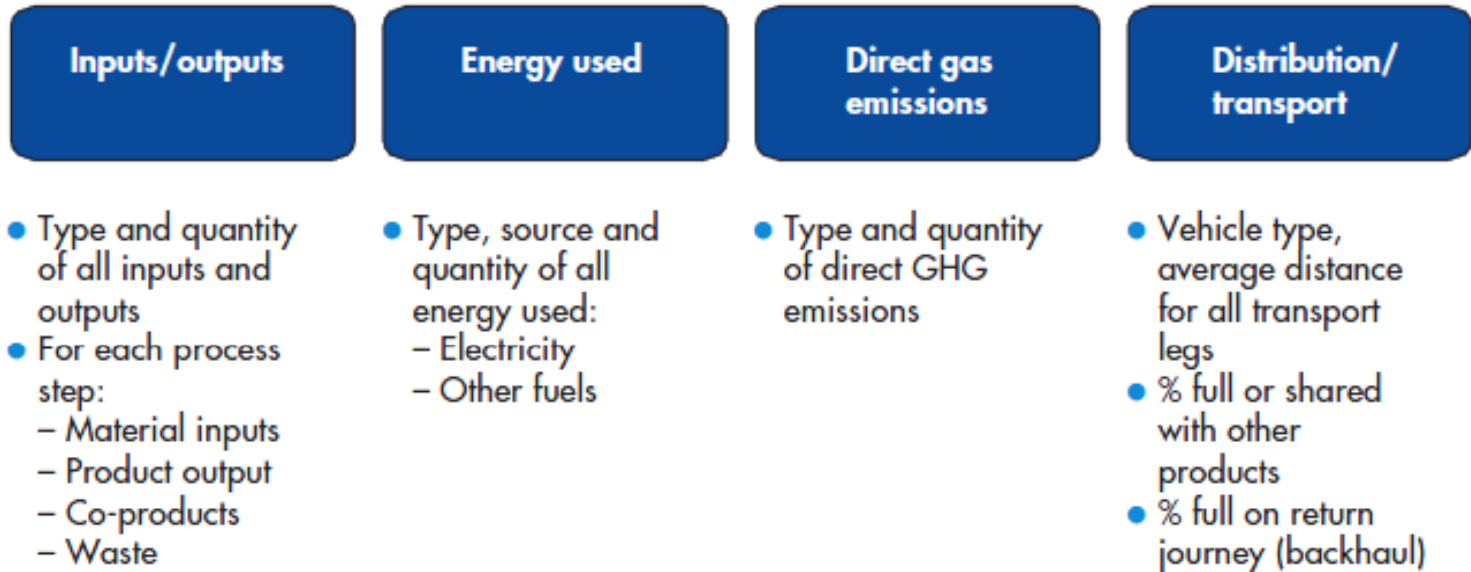 Inputs/outputs
● Type and quantity
of all inputs and
outputs
● For each process
step:
– Material inputs
– Product output
– Co-products
– Waste
Energy used
● Type, source and
quantity of all
energy used:
– Electricity
– Other fuels
Direct gas
emissions
● Type and quantity
of direct GHG
emissions
Distribution/
transport
● Vehicle type,
average distance
for all transport
legs
● % full or shared
with other
products
● % full on return
journey (backhaul)